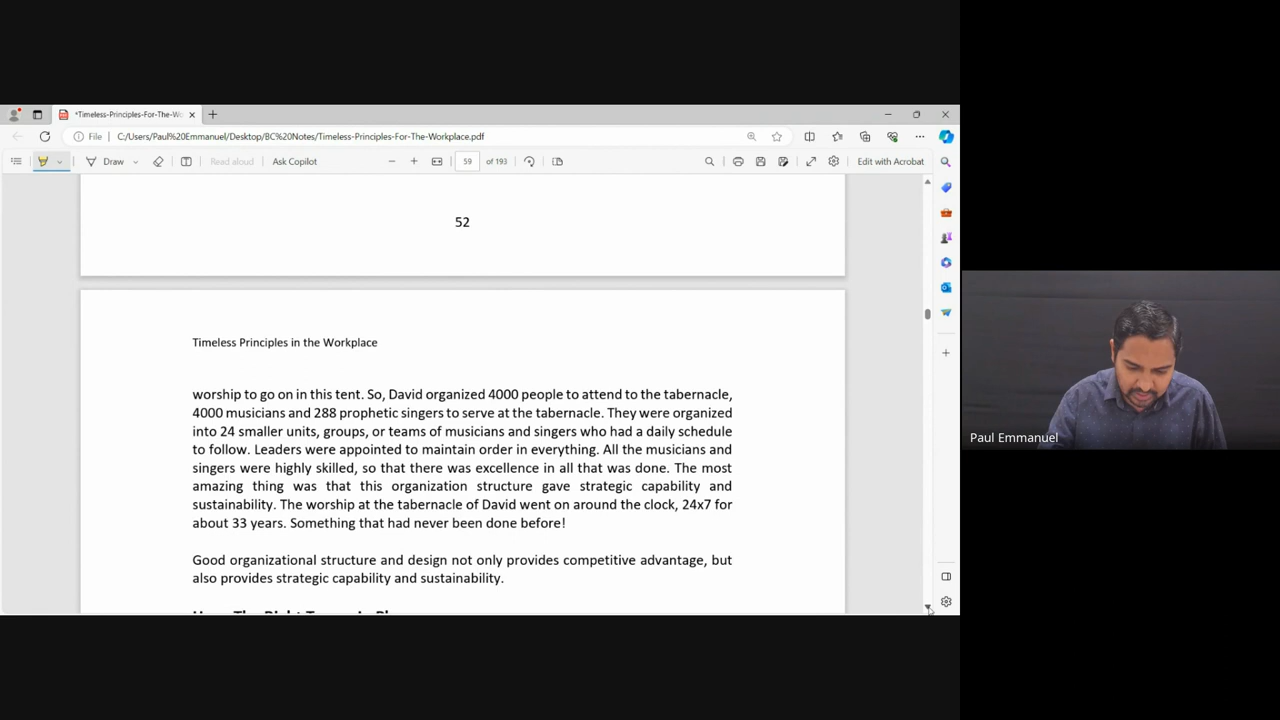 *Timeless-Principles-For-The-Wo
File
C:/Users/Paul%20Emmanuel/Desktop/BC%20Notes/Timeless-Principles-For-The-Workplace.pdf
Draw
Read aloud
Ask Copilot
59 of 193
Edit with Acrobat
52
Timeless Principles in the Workplace
worship to go on in this tent. So, David organized 4000 people to attend to the tabernacle,
4000 musicians and 288 prophetic singers to serve at the tabernacle. They were organized
into 24 smaller units, groups, or teams of musicians and singers who had a daily schedule
to follow. Leaders were appointed to maintain order in everything. All the musicians and
singers were highly skilled, so that there was excellence in all that was done. The most
amazing thing was that this organization structure gave strategic capability and
sustainability. The worship at the tabernacle of David went on around the clock, 24x7 for
about 33 years. Something that had never been done before!
Good organizational structure and design not only provides competitive advantage, but
also provides strategic capability and sustainability.
Paul Emmanuel